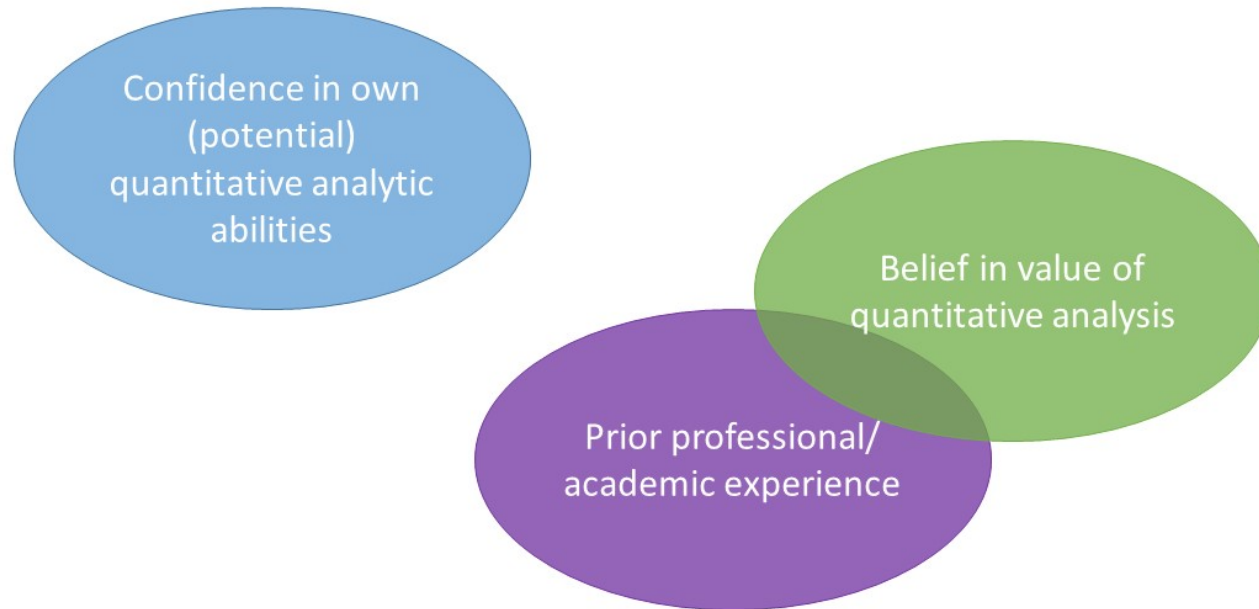 Confidence in own
(potential)
quantitative analytic
abilities
Belief in value of
quantitative analysis
Prior professional/
academic experience